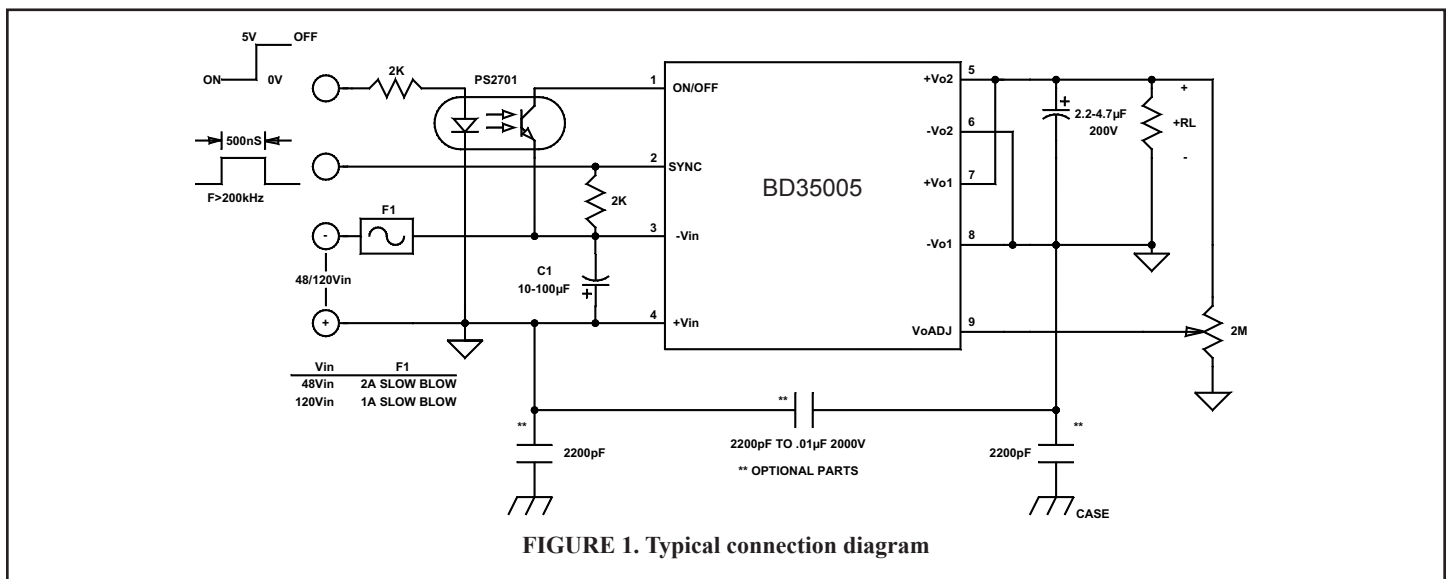 5V OFF
ON 0V
2K
PS2701
500nS
F>200kHz
F1
-
48/120Vin
+
Vin F1
48Vin 2A SLOW BLOW
120Vin 1A SLOW BLOW
2K
C1
10-100µF
+
1 ON/OFF
2 SYNC
3 -Vin
4 +Vin
BD35005
+Vo2 5
-Vo2 6
+Vo1 7
-Vo1 8
VoADJ 9
+
2.2-4.7µF
200V
+
+RL
-
2M
**
2200pF
**
2200pF TO .01µF 2000V
** OPTIONAL PARTS
**
2200pF
CASE
FIGURE 1. Typical connection diagram